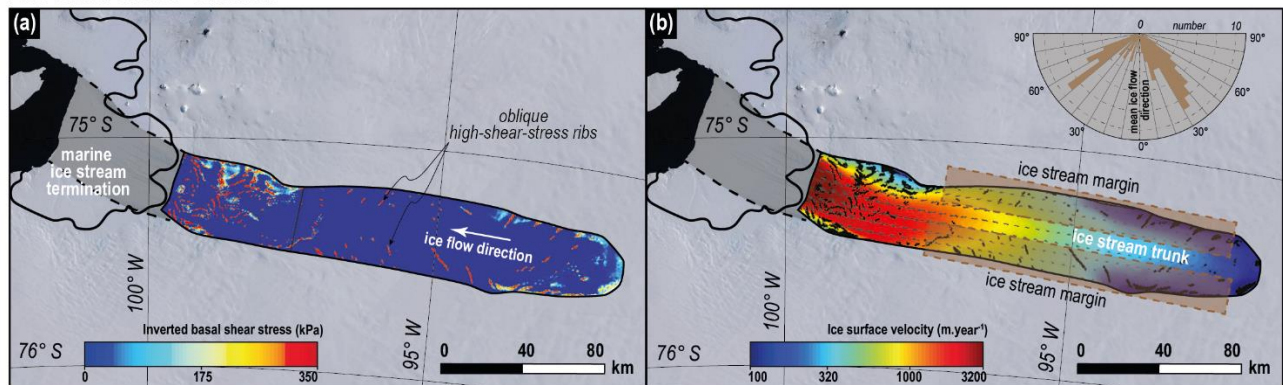 (a)
75° S
marine
ice stream
termination
oblique
high-shear-stress ribs
ice flow direction
100° W
95° W
Inverted basal shear stress (kPa)
76° S
0
175
350
0
40
80
km
(b)
0
number
10
90°
90°
60°
60°
30°
30°
0°
mean ice flow
direction
75° S
ice stream margin
ice stream trunk
ice stream margin
100° W
95° W
Ice surface velocity (m.year⁻¹)
76° S
100
320
1000
3200
0
40
80
km